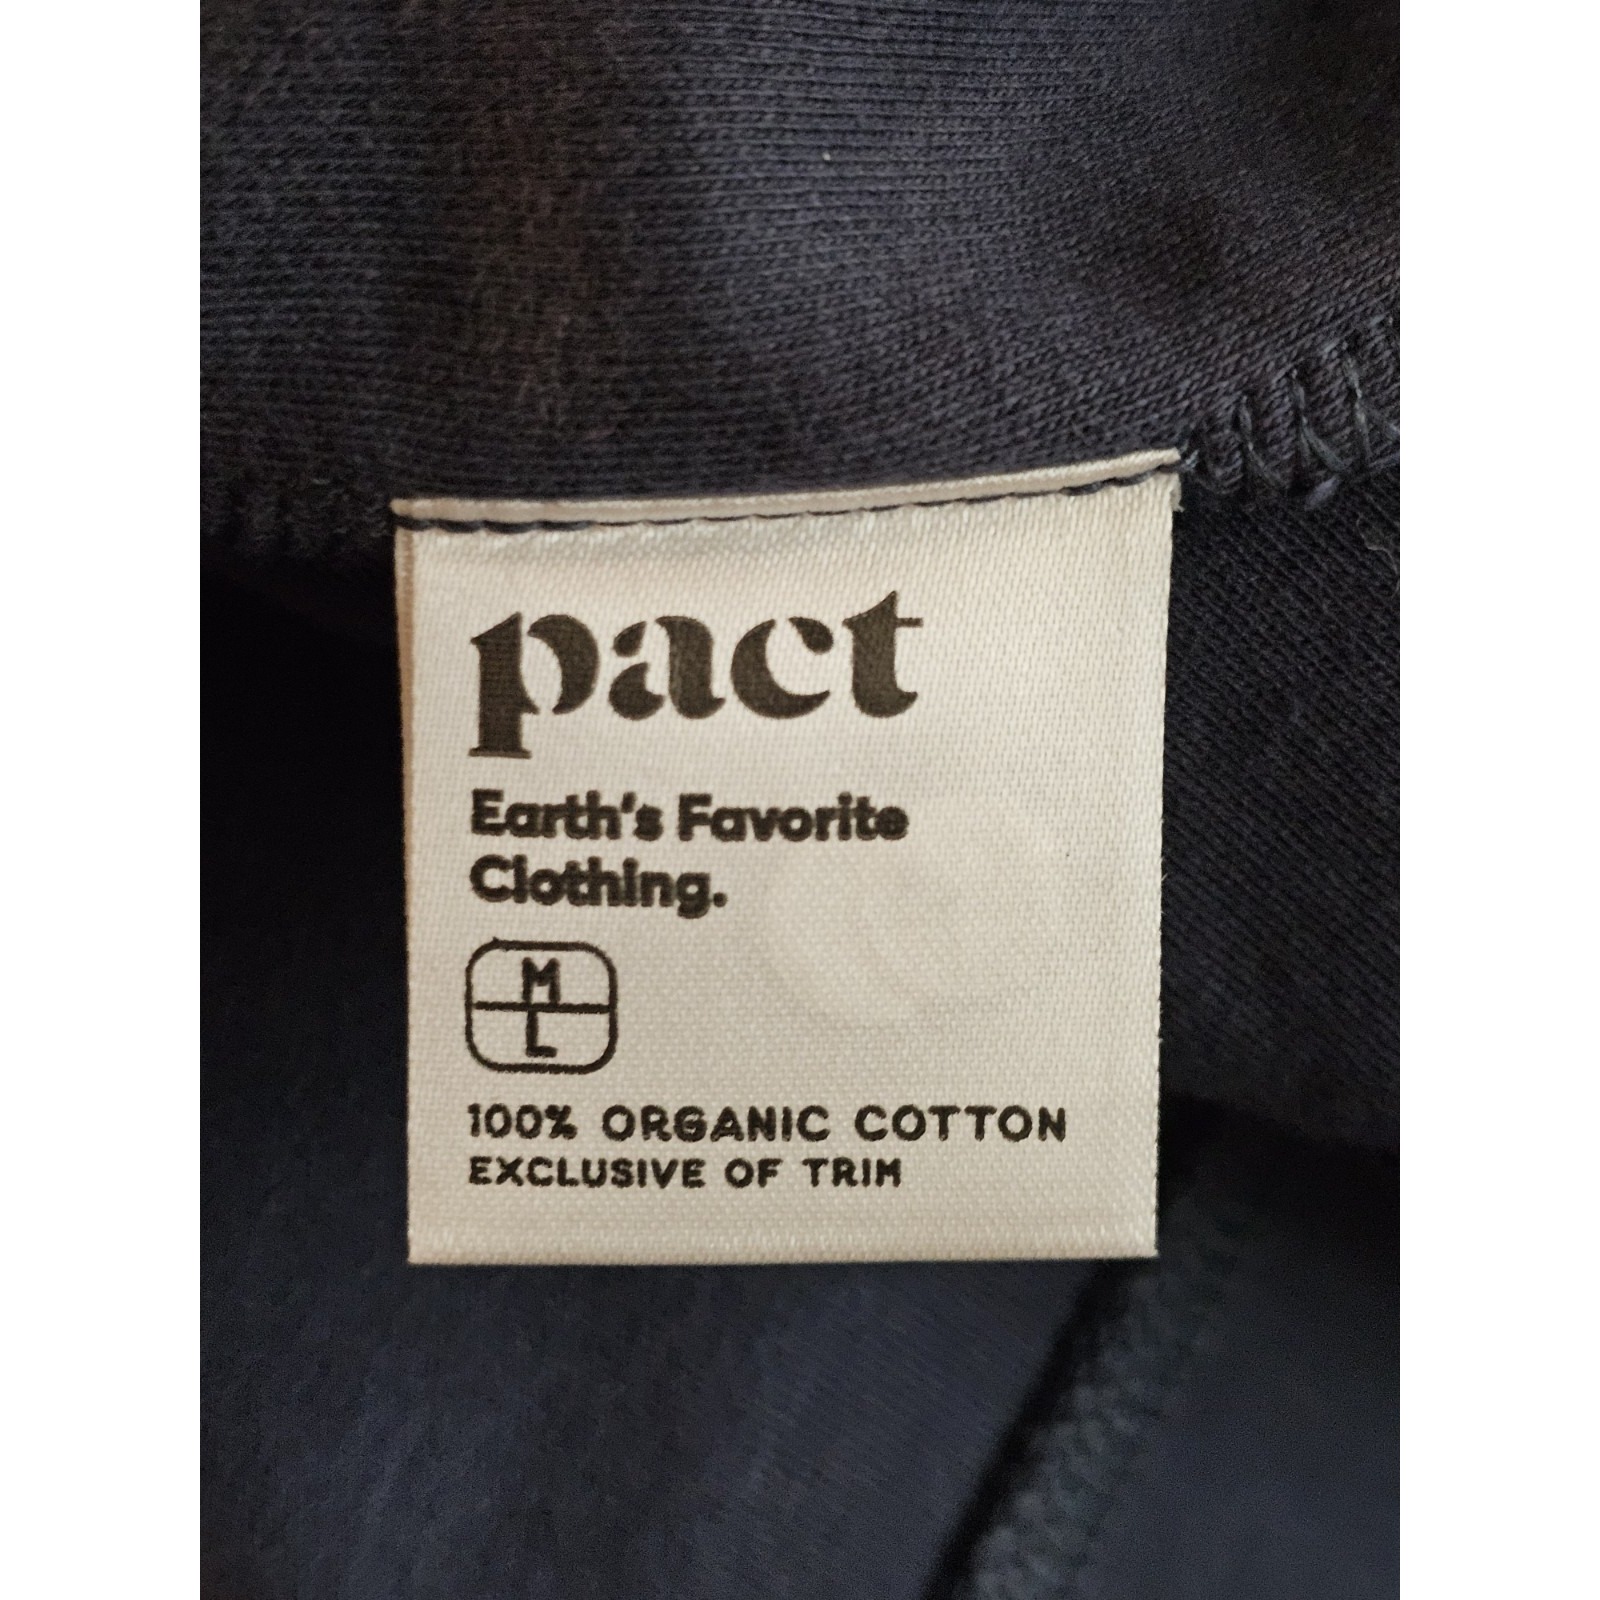 pact
Earth's Favorite
Clothing.
M
L
100% ORGANIC COTTON
EXCLUSIVE OF TRIM